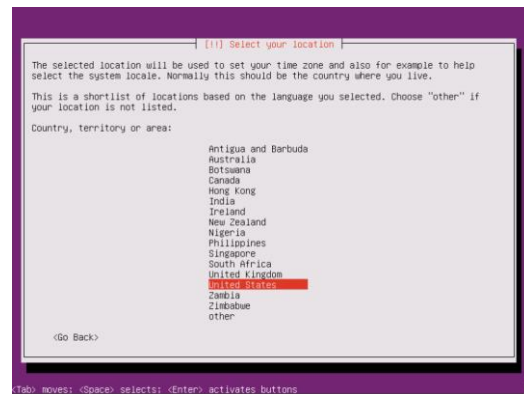 [!!] Select your location
The selected location will be used to set your time zone and also for example to help
select the system locale. Normally this should be the country where you live.
This is a shortlist of locations based on the language you selected. Choose "other" if
your location is not listed.
Country, territory or area:
Antigua and Barbuda
Australia
Botswana
Canada
Hong Kong
India
Ireland
New Zealand
Nigeria
Philippines
Singapore
South Africa
United Kingdom
United States
Zambia
Zimbabwe
other
<Go Back>
<Tab> moves; <Space> selects; <Enter> activates buttons